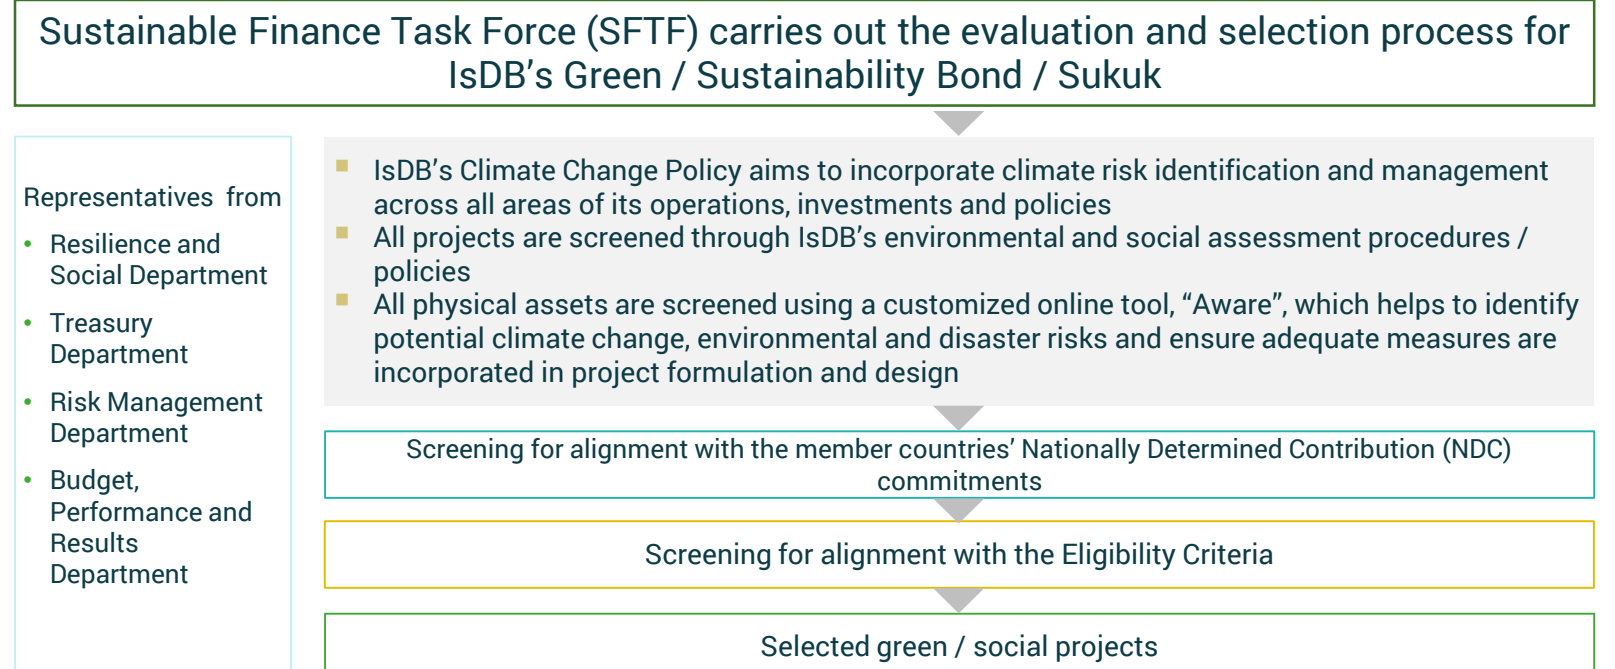 Sustainable Finance Task Force (SFTF) carries out the evaluation and selection process for
IsDB's Green / Sustainability Bond / Sukuk
Representatives from
• Resilience and
Social Department
• Treasury
Department
• Risk Management
Department
• Budget,
Performance and
Results
Department
▪ IsDB's Climate Change Policy aims to incorporate climate risk identification and management
across all areas of its operations, investments and policies
▪ All projects are screened through IsDB's environmental and social assessment procedures /
policies
▪ All physical assets are screened using a customized online tool, “Aware”, which helps to identify
potential climate change, environmental and disaster risks and ensure adequate measures are
incorporated in project formulation and design
Screening for alignment with the member countries' Nationally Determined Contribution (NDC)
commitments
Screening for alignment with the Eligibility Criteria
Selected green / social projects